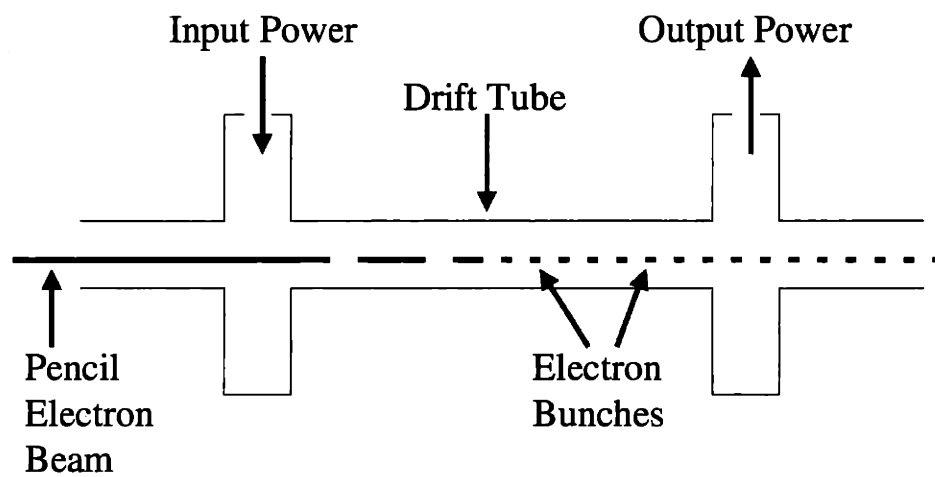 Input Power
Output Power
Drift Tube
Pencil
Electron
Beam
Electron
Bunches